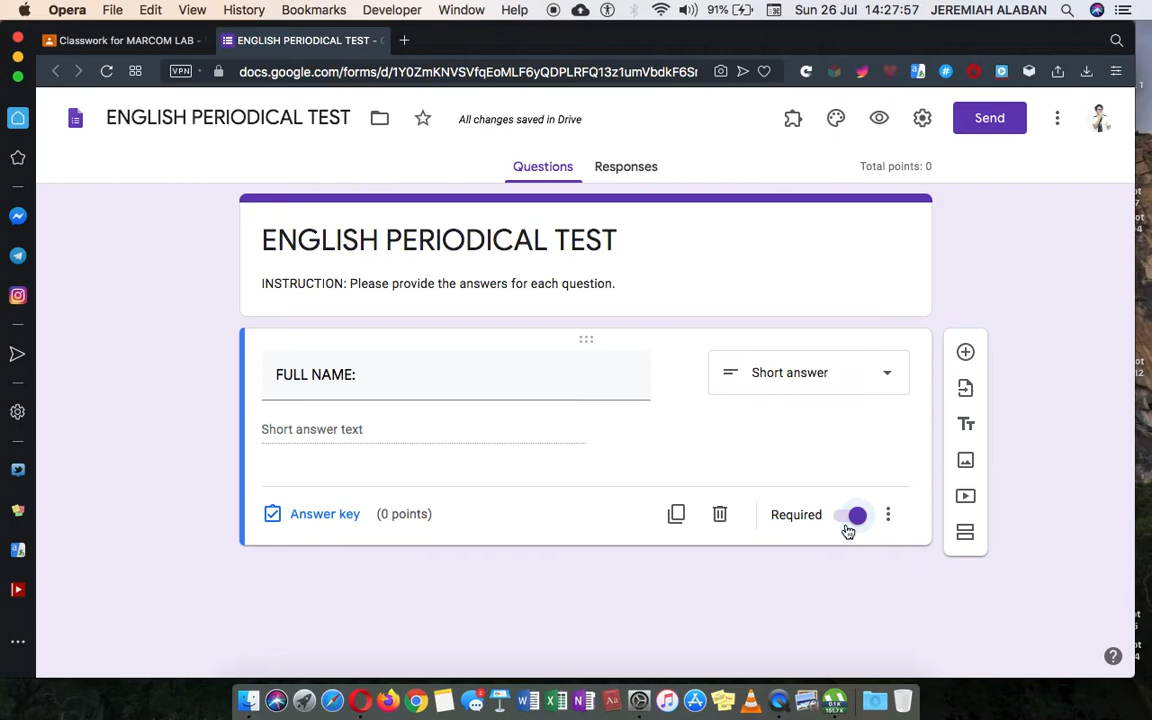 Opera File Edit View History Bookmarks Developer Window Help 91% Sun 26 Jul 14:27:57 JEREMIAH ALABAN
Classwork for MARCOM LAB - ENGLISH PERIODICAL TEST -
VPN docs.google.com/forms/d/1Y0ZmKNVSVfqEoMLF6yQDPLRFQ13z1umVbdkF6Sr
ENGLISH PERIODICAL TEST All changes saved in Drive Send
Questions Responses Total points: 0
ENGLISH PERIODICAL TEST
INSTRUCTION: Please provide the answers for each question.
FULL NAME: Short answer
Short answer text
Answer key (0 points) Required